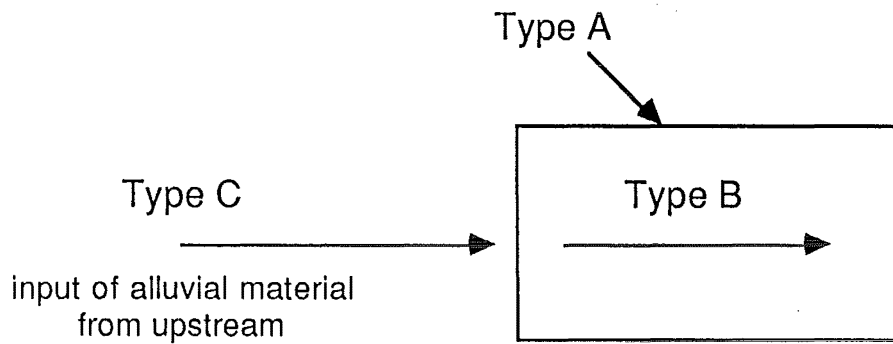 Type A
Type C
Type B
input of alluvial material
from upstream